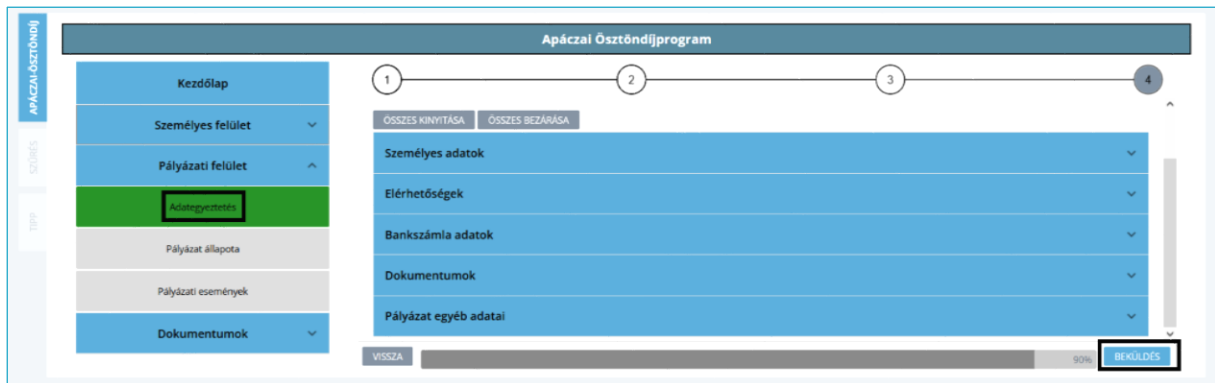 APÁCZAI-ÖSZTÖNDÍJ
SZŰRÉS
TIPP
Apáczai Ösztöndíjprogram
Kezdőlap
Személyes felület
Pályázati felület
Adategyeztetés
Pályázat állapota
Pályázati események
Dokumentumok
1 2 3 4
ÖSSZES KINYITÁSA ÖSSZES BEZÁRÁSA
Személyes adatok
Elérhetőségek
Bankszámla adatok
Dokumentumok
Pályázat egyéb adatai
VISSZA 90% BEKÜLDÉS